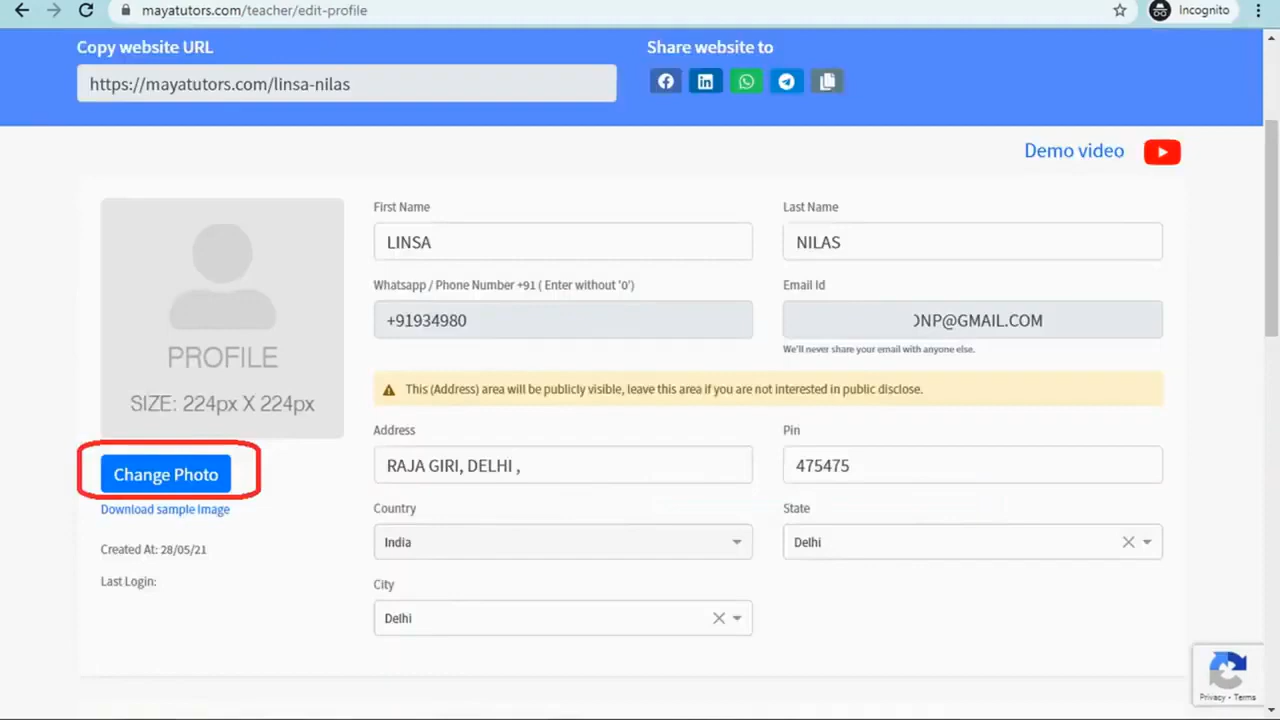 mayatutors.com/teacher/edit-profile
Incognito
Copy website URL
Share website to
https://mayatutors.com/linsa-nilas
Demo video
PROFILE
SIZE: 224px X 224px
Change Photo
Download sample Image
Created At: 28/05/21
Last Login:
First Name
Last Name
LINSA
NILAS
Whatsapp / Phone Number +91 ( Enter without '0')
Email Id
+91934980
NP@GMAIL.COM
We'll never share your email with anyone else.
This (Address) area will be publicly visible, leave this area if you are not interested in public disclose.
Address
Pin
RAJA GIRI, DELHI ,
475475
Country
State
India
Delhi
City
Delhi
Privacy - Terms